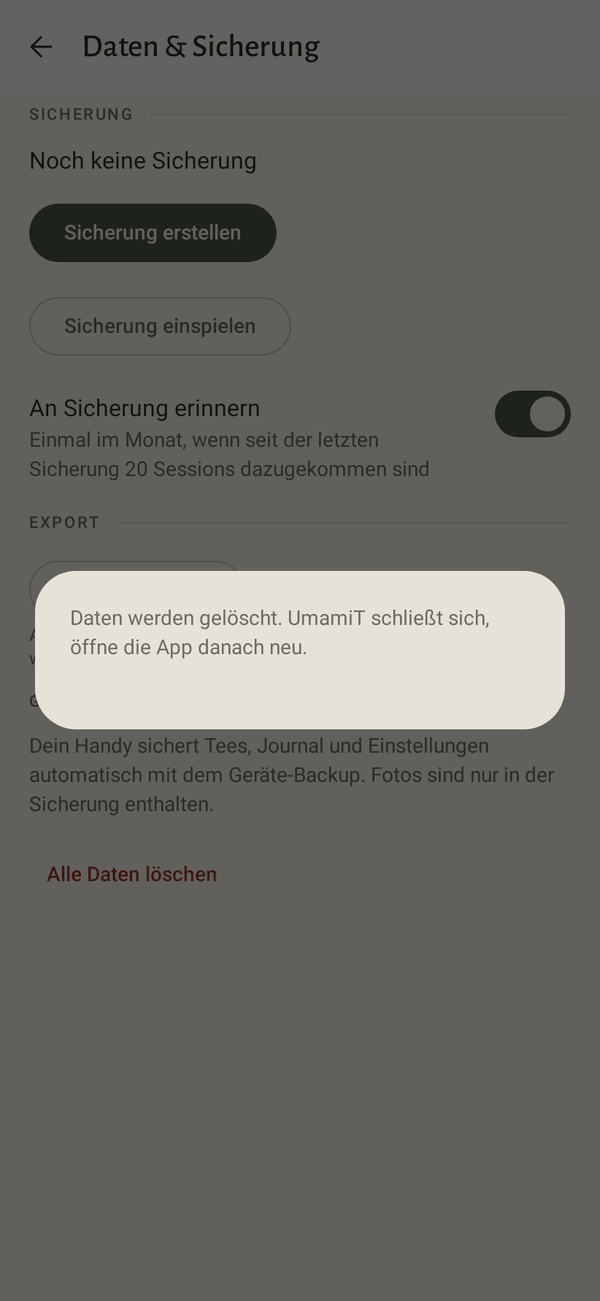 Daten & Sicherung
SICHERUNG
Noch keine Sicherung
Sicherung erstellen
Sicherung einspielen
An Sicherung erinnern
Einmal im Monat, wenn seit der letzten
Sicherung 20 Sessions dazugekommen sind
EXPORT
Daten werden gelöscht. UmamiT schließt sich,
öffne die App danach neu.
Dein Handy sichert Tees, Journal und Einstellungen
automatisch mit dem Geräte-Backup. Fotos sind nur in der
Sicherung enthalten.
Alle Daten löschen